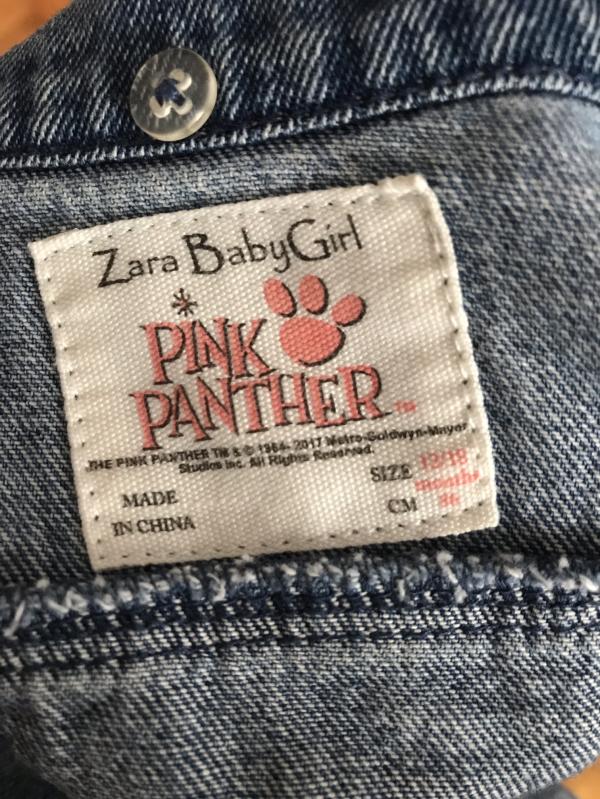 Zara BabyGirl
PINK
PANTHER TM
THE PINK PANTHER TM & © 1964- 2017 Metro-Goldwyn-Mayer
Studios Inc. All Rights Reserved.
SIZE 12/18
months
MADE
CM 86
IN CHINA